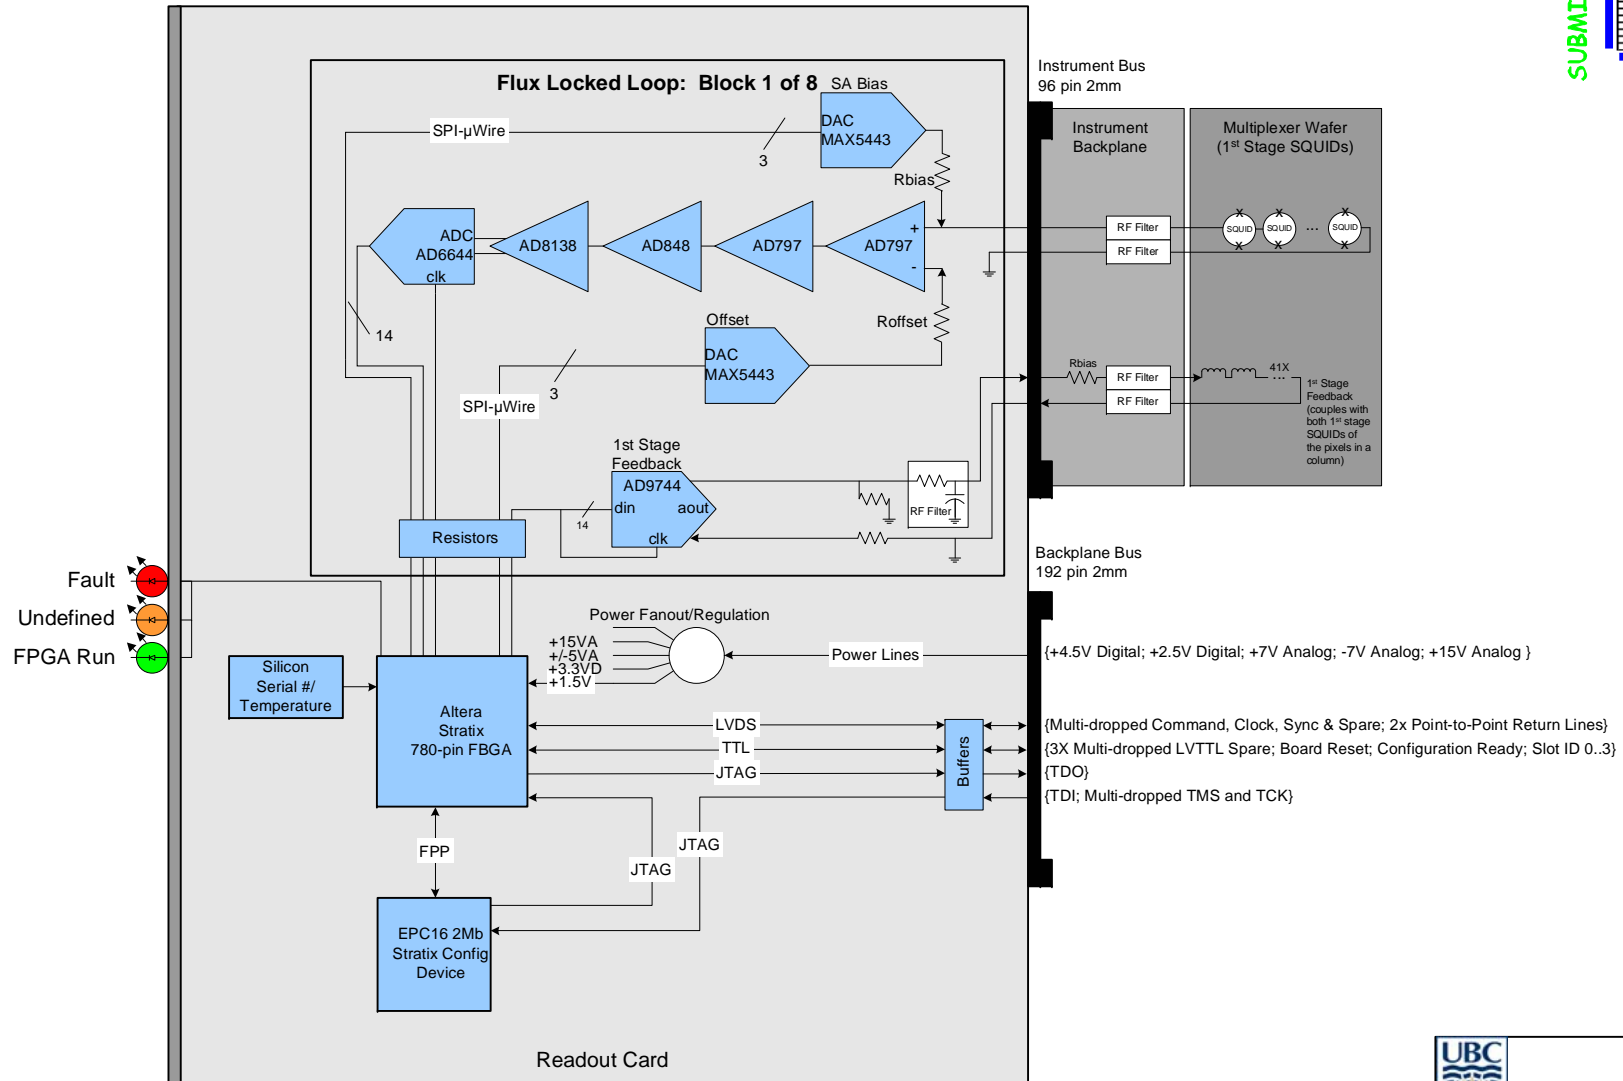 SUBMI
Instrument Bus
96 pin 2mm
Flux Locked Loop: Block 1 of 8
SA Bias
DAC
MAX5443
SPI-µWire
3
Rbias
Instrument
Backplane
Multiplexer Wafer
(1st Stage SQUIDs)
ADC
AD6644
clk
AD8138
AD848
AD797
AD797
+
-
RF Filter
RF Filter
X
X
X
SQUID
SQUID
...
SQUID
X
X
X
14
Offset
DAC
MAX5443
Roffset
3
SPI-µWire
Rbias
RF Filter
RF Filter
41X
...
1st Stage
Feedback
(couples with
both 1st stage
SQUIDs of
the pixels in a
column)
1st Stage
Feedback
AD9744
din
aout
clk
14
RF Filter
Resistors
Backplane Bus
192 pin 2mm
Fault
Undefined
FPGA Run
Power Fanout/Regulation
+15VA
+/-5VA
+3.3VD
+1.5V
Power Lines
{+4.5V Digital; +2.5V Digital; +7V Analog; -7V Analog; +15V Analog }
Silicon
Serial #/
Temperature
Altera
Stratix
780-pin FBGA
LVDS
TTL
JTAG
Buffers
{Multi-dropped Command, Clock, Sync & Spare; 2x Point-to-Point Return Lines}
{3X Multi-dropped LVTTL Spare; Board Reset; Configuration Ready; Slot ID 0..3}
{TDO}
{TDI; Multi-dropped TMS and TCK}
FPP
JTAG
JTAG
EPC16 2Mb
Stratix Config
Device
Readout Card
UBC